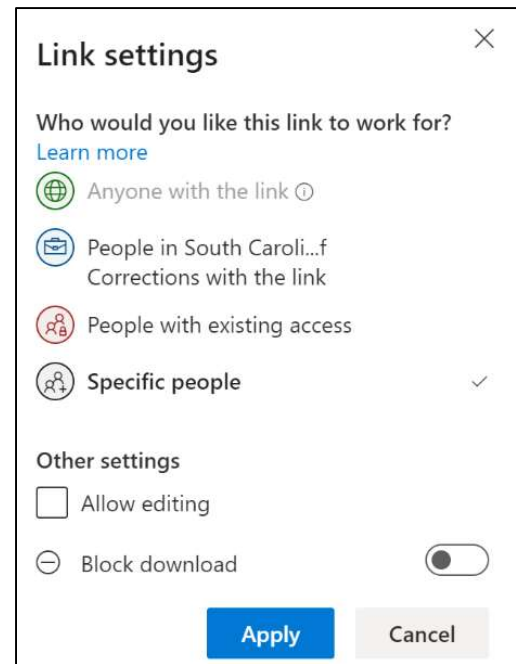 Link settings
Who would you like this link to work for?
Learn more
Anyone with the link
People in South Caroli...f
Corrections with the link
People with existing access
Specific people
Other settings
Allow editing
Block download
Apply Cancel